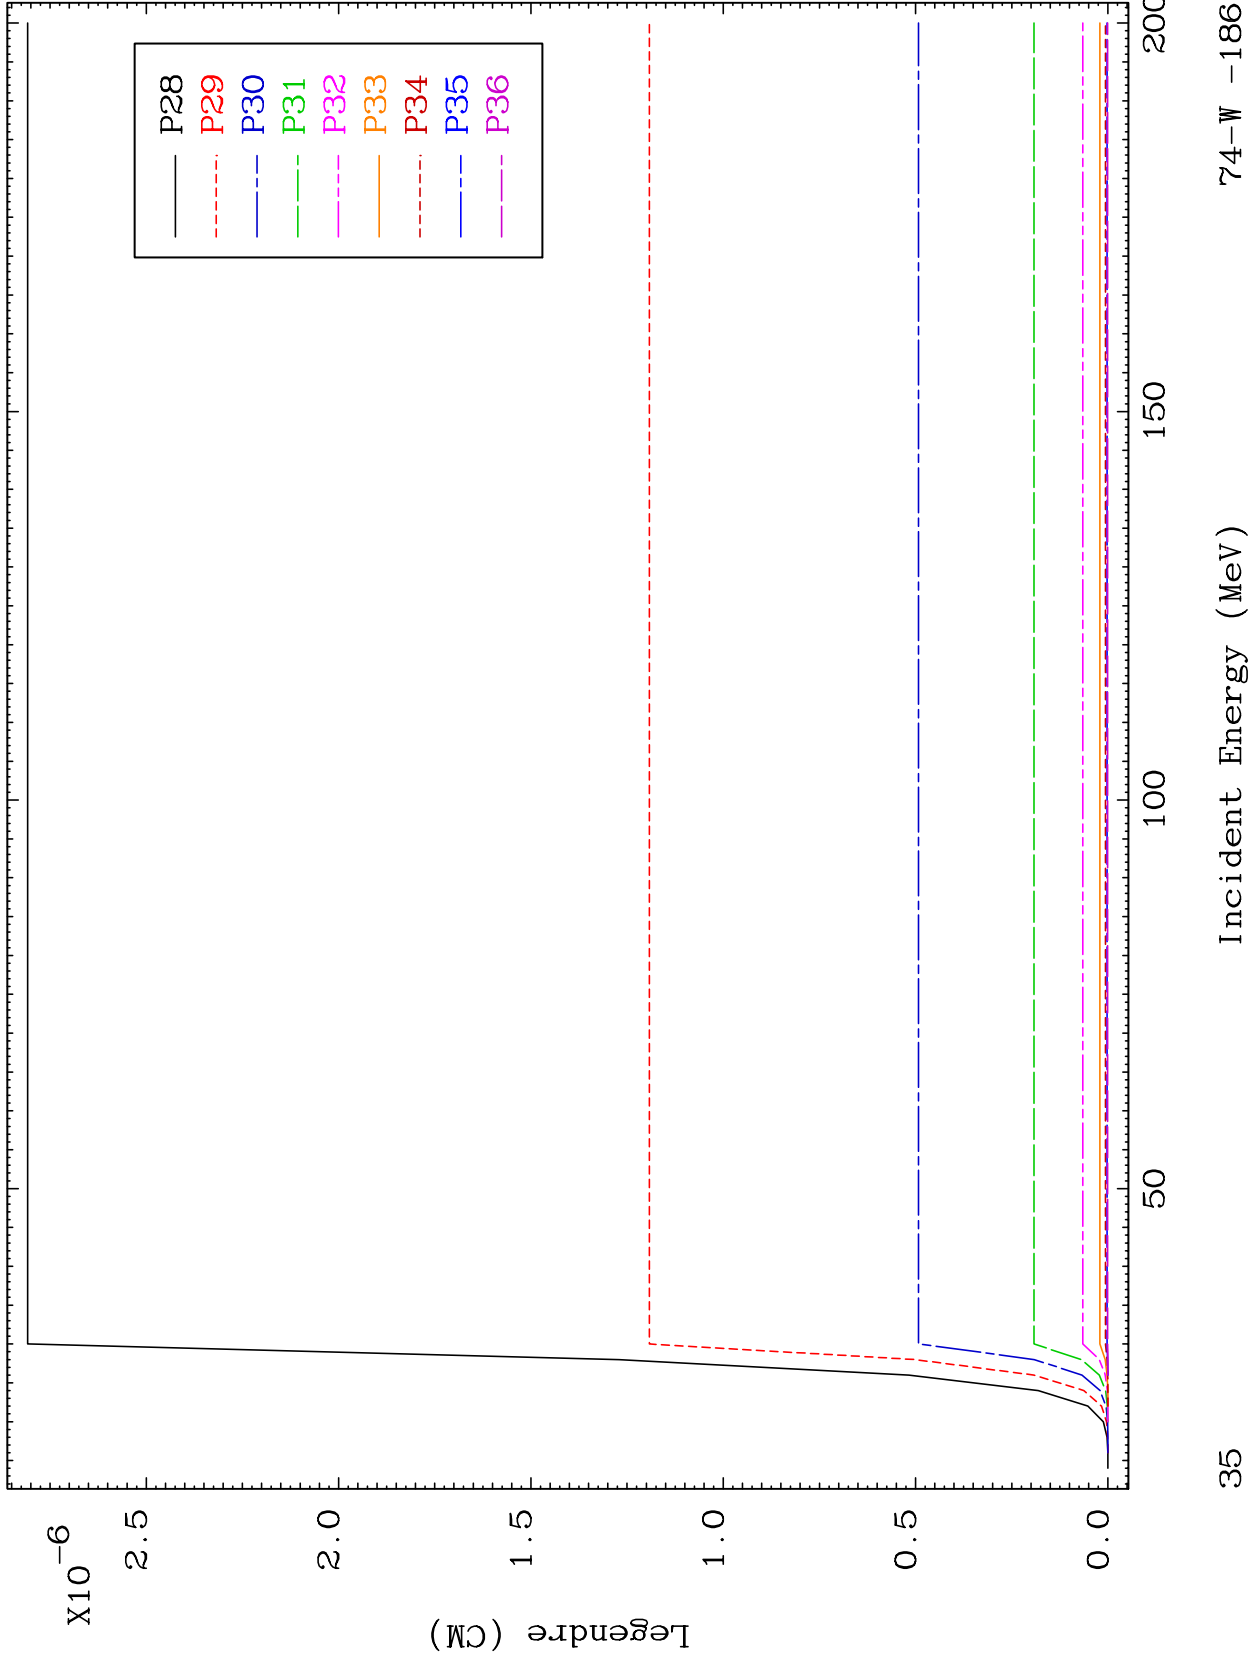 X10-6
2.5
2.0
1.5
1.0
0.5
0.0
Legendre (CM)
P28
P29
P30
P31
P32
P33
P34
P35
P36
50
100
150
200
35
Incident Energy (MeV)
74-W -186